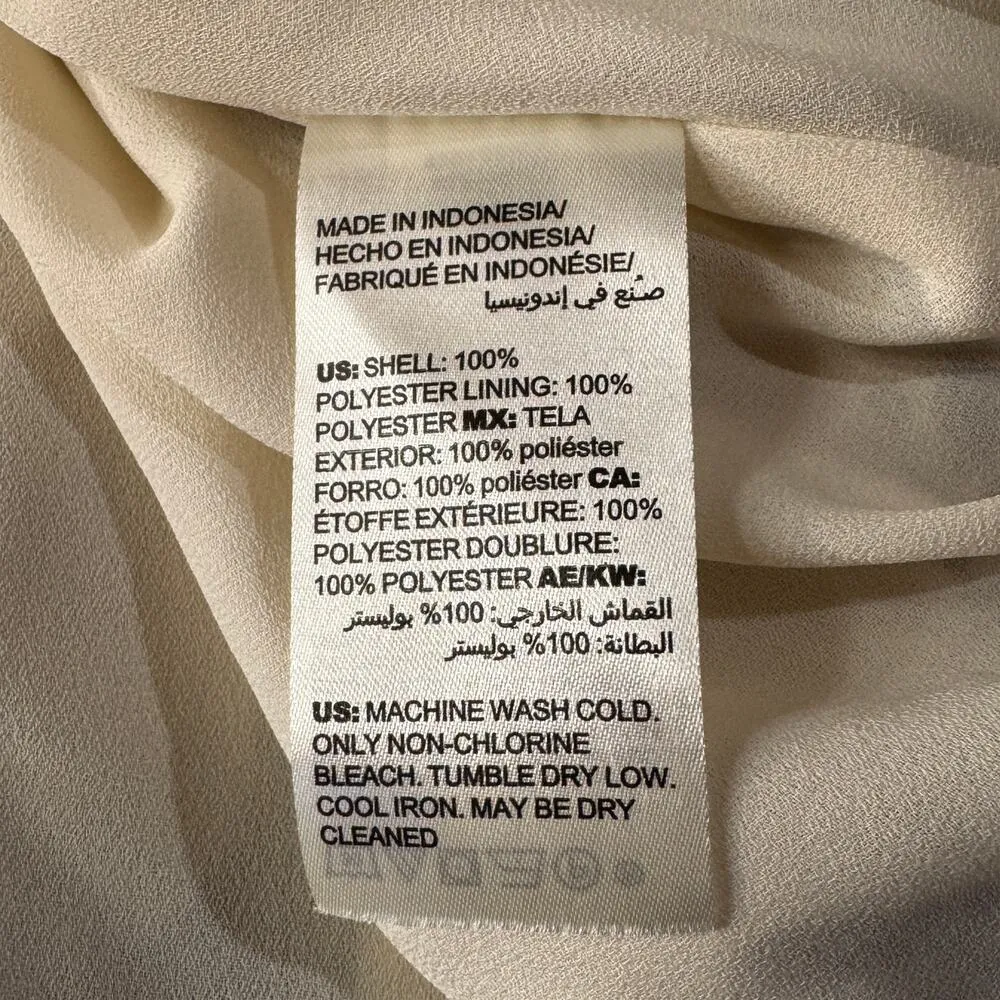 MADE IN INDONESIA/
HECHO EN INDONESIA/
FABRIQUÉ EN INDONÉSIE/
صُنع في إندونيسيا
US: SHELL: 100%
POLYESTER LINING: 100%
POLYESTER MX: TELA
EXTERIOR: 100% poliéster
FORRO: 100% poliéster CA:
ÉTOFFE EXTÉRIEURE: 100%
POLYESTER DOUBLURE:
100% POLYESTER AE/KW:
القماش الخارجي: 100% بوليستر
البطانة: 100% بوليستر
US: MACHINE WASH COLD.
ONLY NON-CHLORINE
BLEACH. TUMBLE DRY LOW.
COOL IRON. MAY BE DRY
CLEANED